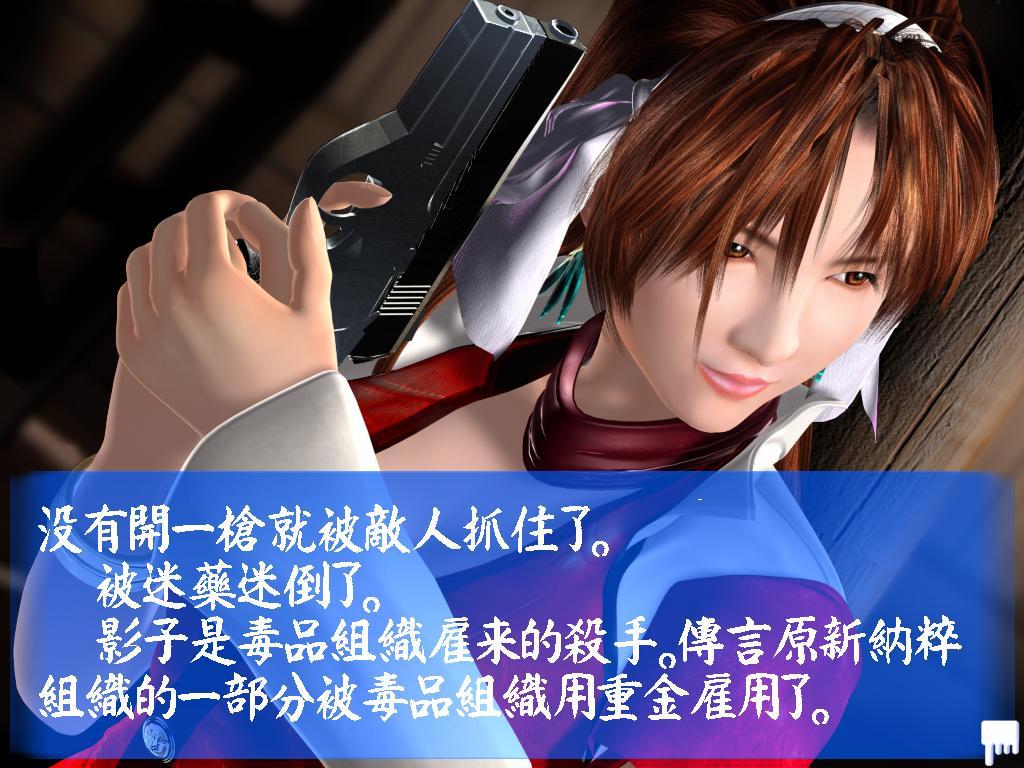 没有開一槍就被敵人抓住了。
被迷藥迷倒了。
影子是毒品組織雇来的殺手。傳言原新納粹
組織的一部分被毒品組織用重金雇用了。